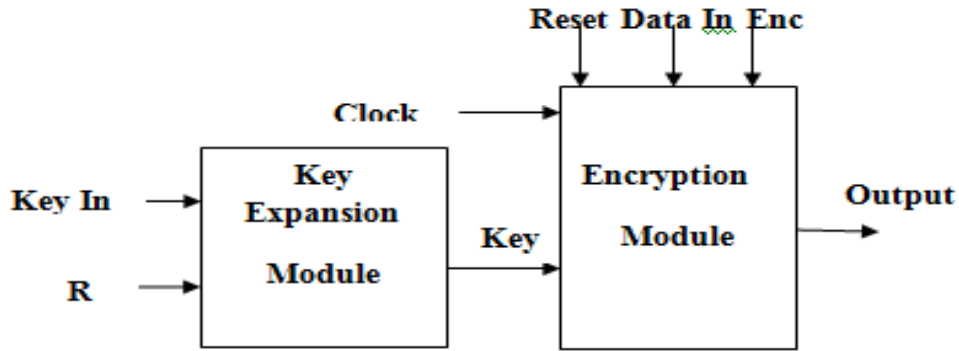 Reset Data In Enc
Clock
Key In
R
Key
Expansion
Module
Key
Encryption
Module
Output